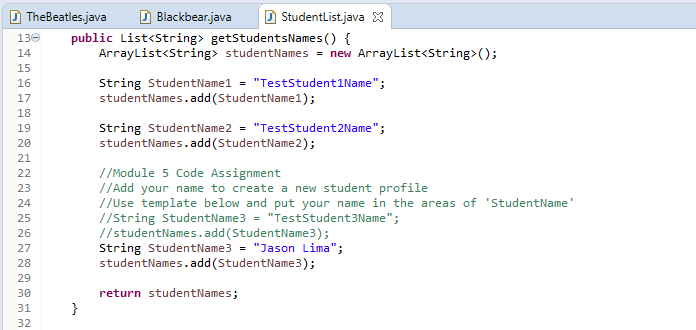 TheBeatles.java Blackbear.java StudentList.java
13 public List<String> getStudentsNames() {
14 ArrayList<String> studentNames = new ArrayList<String>();
15
16 String StudentName1 = "TestStudent1Name";
17 studentNames.add(StudentName1);
18
19 String StudentName2 = "TestStudent2Name";
20 studentNames.add(StudentName2);
21
22 //Module 5 Code Assignment
23 //Add your name to create a new student profile
24 //Use template below and put your name in the areas of 'StudentName'
25 //String StudentName3 = "TestStudent3Name";
26 //studentNames.add(StudentName3);
27 String StudentName3 = "Jason Lima";
28 studentNames.add(StudentName3);
29
30 return studentNames;
31 }
32